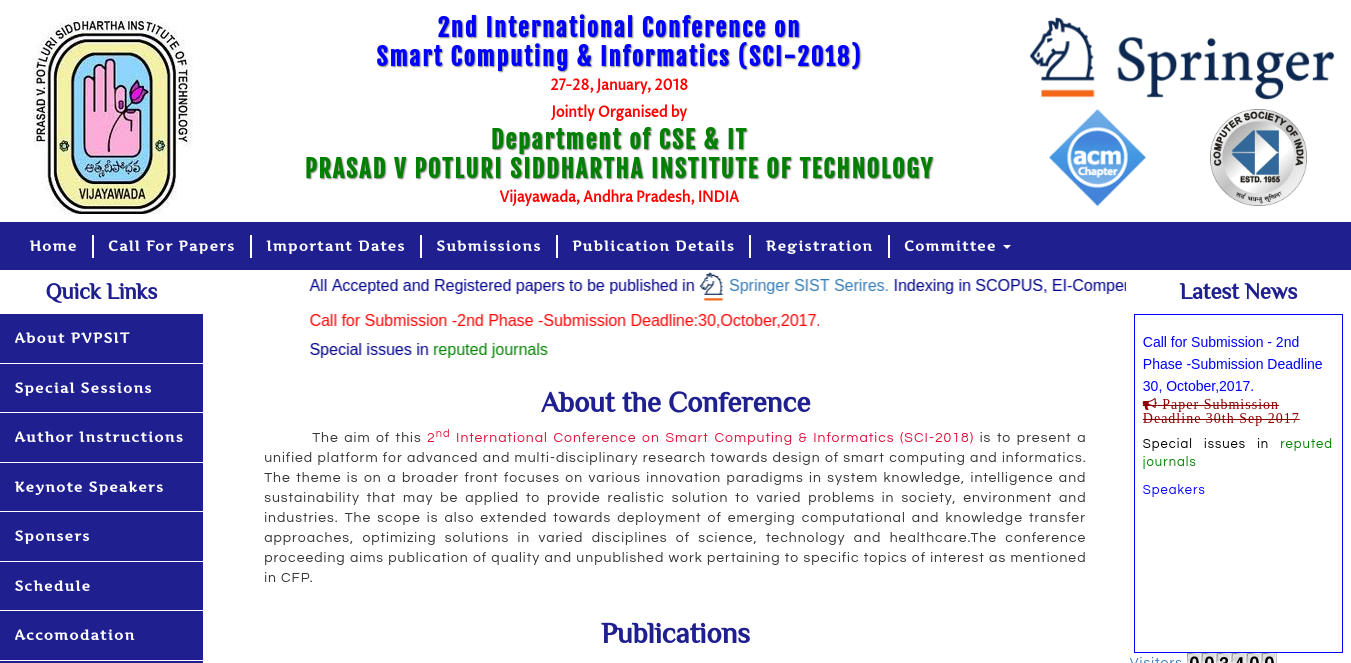 PRASAD V. POTLURI SIDDHARTHA INSTITUTE OF TECHNOLOGY
ఆత్మదీపోభవ
VIJAYAWADA
2nd International Conference on
Smart Computing & Informatics (SCI-2018)
27-28, January, 2018
Jointly Organised by
Department of CSE & IT
PRASAD V POTLURI SIDDHARTHA INSTITUTE OF TECHNOLOGY
Vijayawada, Andhra Pradesh, INDIA
Springer
acm
Chapter
COMPUTER SOCIETY OF INDIA
ESTD. 1955
Home
Call For Papers
Important Dates
Submissions
Publication Details
Registration
Committee
Quick Links
About PVPSIT
Special Sessions
Author Instructions
Keynote Speakers
Sponsers
Schedule
Accomodation
All Accepted and Registered papers to be published in Springer SIST Serires. Indexing in SCOPUS, EI-Compen
Call for Submission -2nd Phase -Submission Deadline:30,October,2017.
Special issues in reputed journals
About the Conference
The aim of this 2nd International Conference on Smart Computing & Informatics (SCI-2018) is to present a
unified platform for advanced and multi-disciplinary research towards design of smart computing and informatics.
The theme is on a broader front focuses on various innovation paradigms in system knowledge, intelligence and
sustainability that may be applied to provide realistic solution to varied problems in society, environment and
industries. The scope is also extended towards deployment of emerging computational and knowledge transfer
approaches, optimizing solutions in varied disciplines of science, technology and healthcare.The conference
proceeding aims publication of quality and unpublished work pertaining to specific topics of interest as mentioned
in CFP.
Publications
Latest News
Call for Submission - 2nd
Phase -Submission Deadline
30, October,2017.
Paper Submission
Deadline 30th Sep 2017
Special issues in reputed
journals
Speakers
Visitors 003400